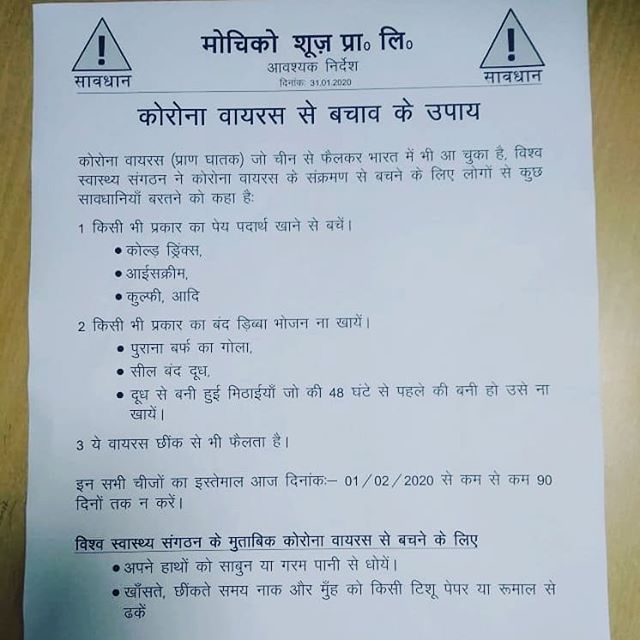 सावधान
मोचिको शूज़ प्रा० लि०
आवश्यक निर्देश
दिनांक: 31.01.2020
सावधान
कोरोना वायरस से बचाव के उपाय
कोरोना वायरस (प्राण घातक) जो चीन से फैलकर भारत में भी आ चुका है, विश्व
स्वास्थ्य संगठन ने कोरोना वायरस के संक्रमण से बचने के लिए लोगों से कुछ
सावधानियाँ बरतने को कहा है:
1 किसी भी प्रकार का पेय पदार्थ खाने से बचें।
• कोल्ड ड्रिंक्स,
• आईसक्रीम,
• कुल्फी, आदि
2 किसी भी प्रकार का बंद ड़िब्बा भोजन ना खायें।
• पुराना बर्फ का गोला,
• सील बंद दूध,
• दूध से बनी हुई मिठाईयाँ जो की 48 घंटे से पहले की बनी हो उसे ना
खायें।
3 ये वायरस छींक से भी फैलता है।
इन सभी चीजों का इस्तेमाल आज दिनांक:– 01/02/2020 से कम से कम 90
दिनों तक न करें।
विश्व स्वास्थ्य संगठन के मुताबिक कोरोना वायरस से बचने के लिए
• अपने हाथों को साबुन या गरम पानी से धोयें।
• खाँसते, छींकते समय नाक और मुँह को किसी टिशू पेपर या रूमाल से
ढकें